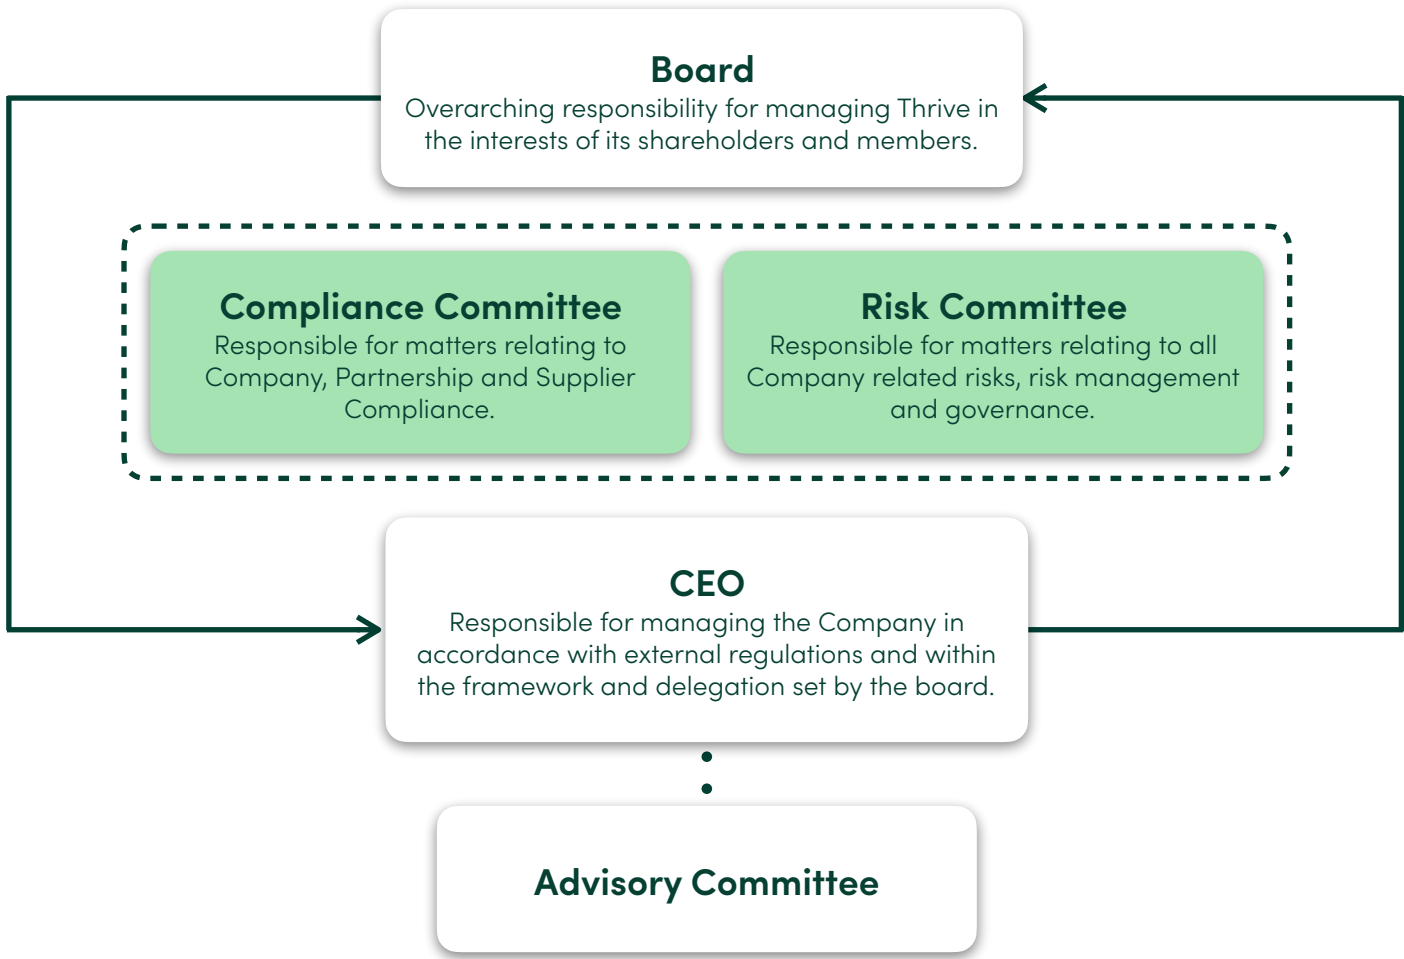 Board
Overarching responsibility for managing Thrive in
the interests of its shareholders and members.
Compliance Committee
Responsible for matters relating to
Company, Partnership and Supplier
Compliance.
Risk Committee
Responsible for matters relating to all
Company related risks, risk management
and governance.
CEO
Responsible for managing the Company in
accordance with external regulations and within
the framework and delegation set by the board.
Advisory Committee